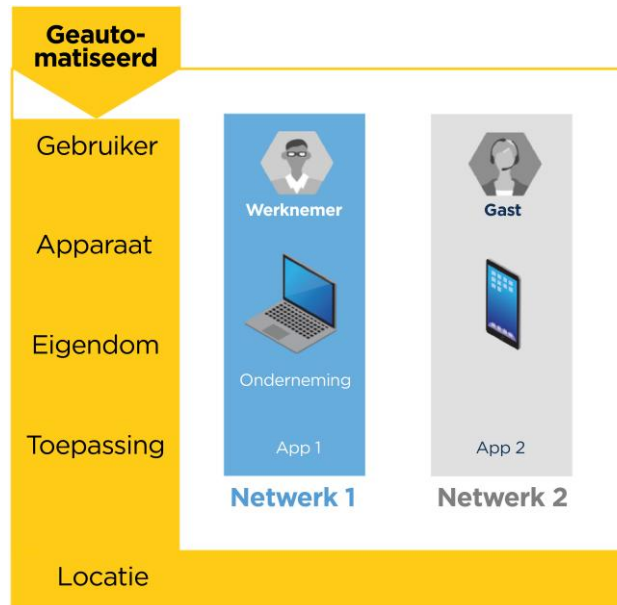 Geauto-
matiseerd
Gebruiker
Werknemer
Gast
Apparaat
Eigendom
Onderneming
Toepassing
App 1
App 2
Netwerk 1
Netwerk 2
Locatie